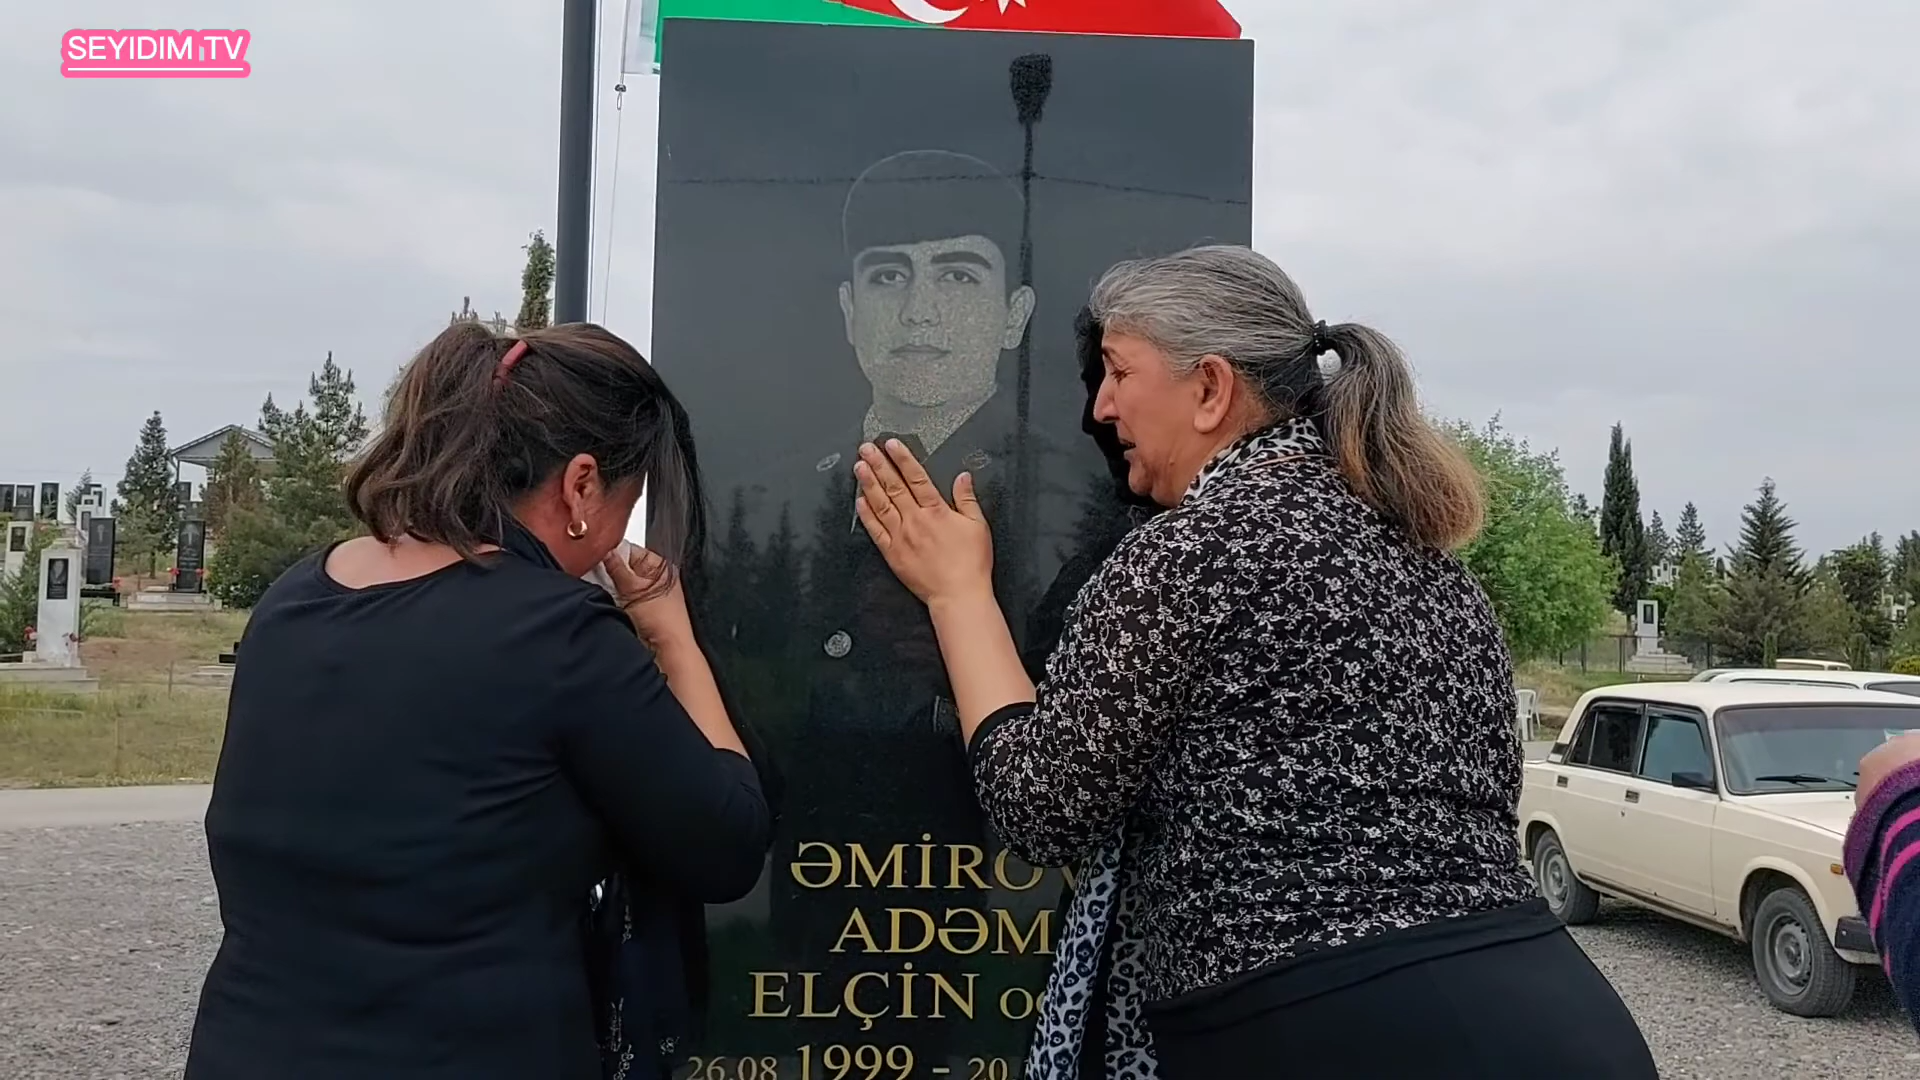 SEYIDIM TV
ƏMİROV
ADƏM
ELÇİN
26.08 1999 - 20.